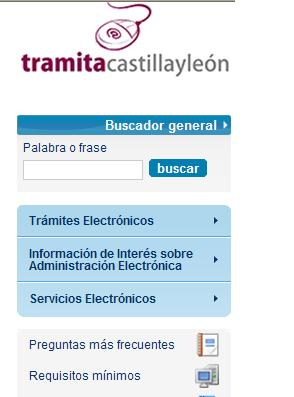 tramitacastillayleón
Buscador general
Palabra o frase
buscar
Trámites Electrónicos
Información de Interés sobre
Administración Electrónica
Servicios Electrónicos
Preguntas más frecuentes
Requisitos mínimos